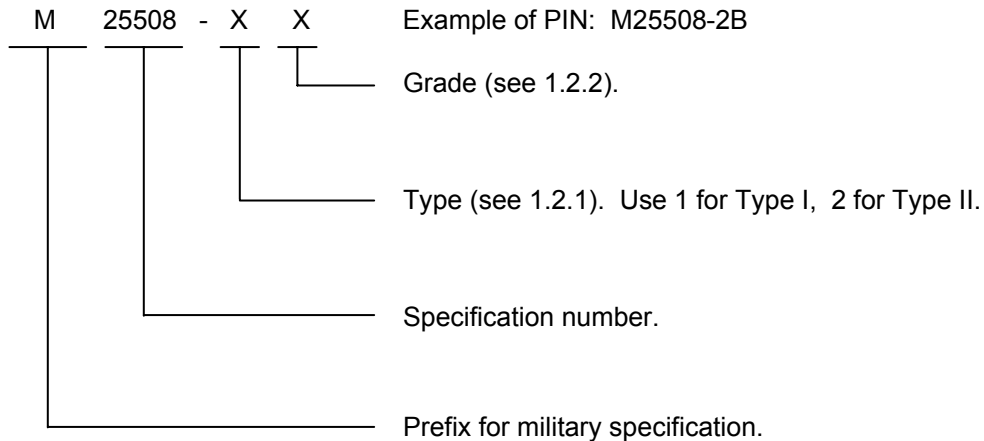 M 25508 - X X Example of PIN: M25508-2B
Grade (see 1.2.2).
Type (see 1.2.1). Use 1 for Type I, 2 for Type II.
Specification number.
Prefix for military specification.